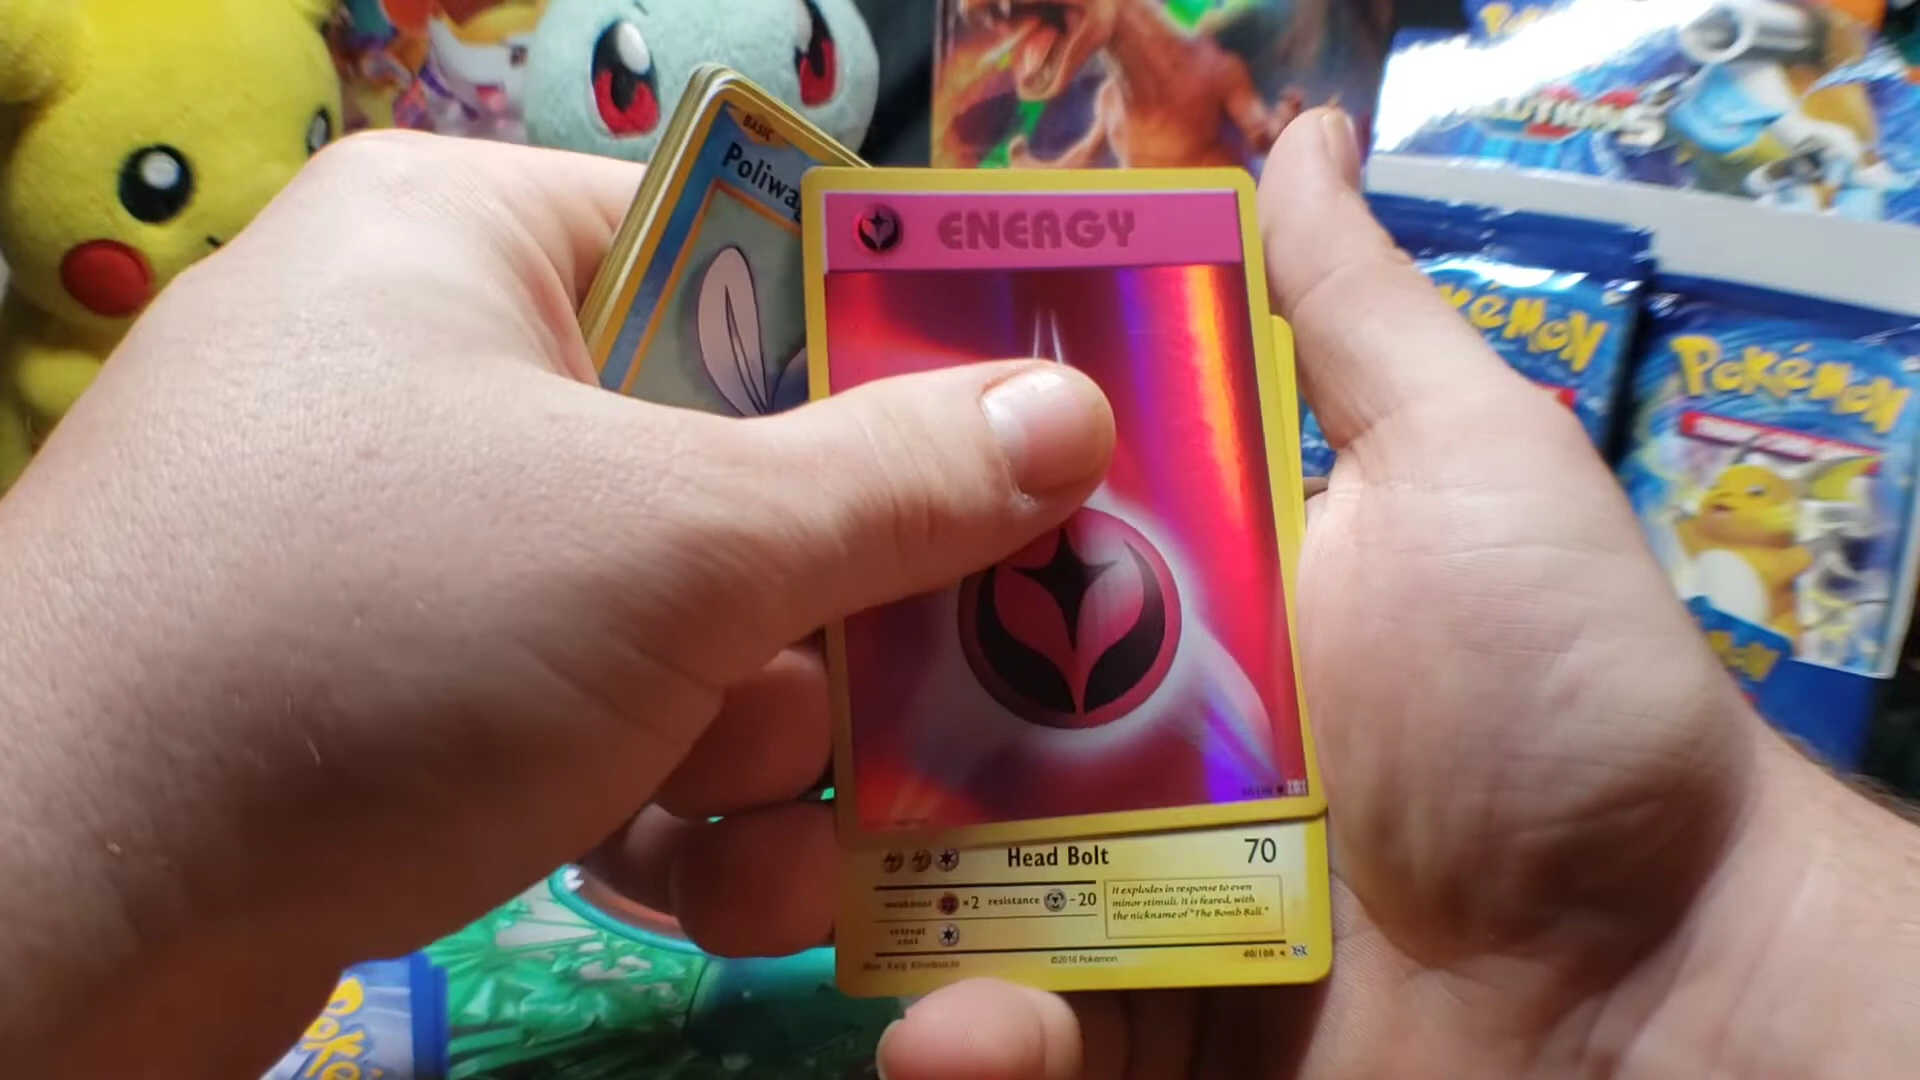 BASIC
Poliwag
ENERGY
Head Bolt 70
weakness ×2 resistance -20
retreat cost
It explodes in response to even
minor stimuli. It is feared, with
the nickname of "The Bomb Ball."
©2016 Pokémon
40/108
Pokémon
Pokémon